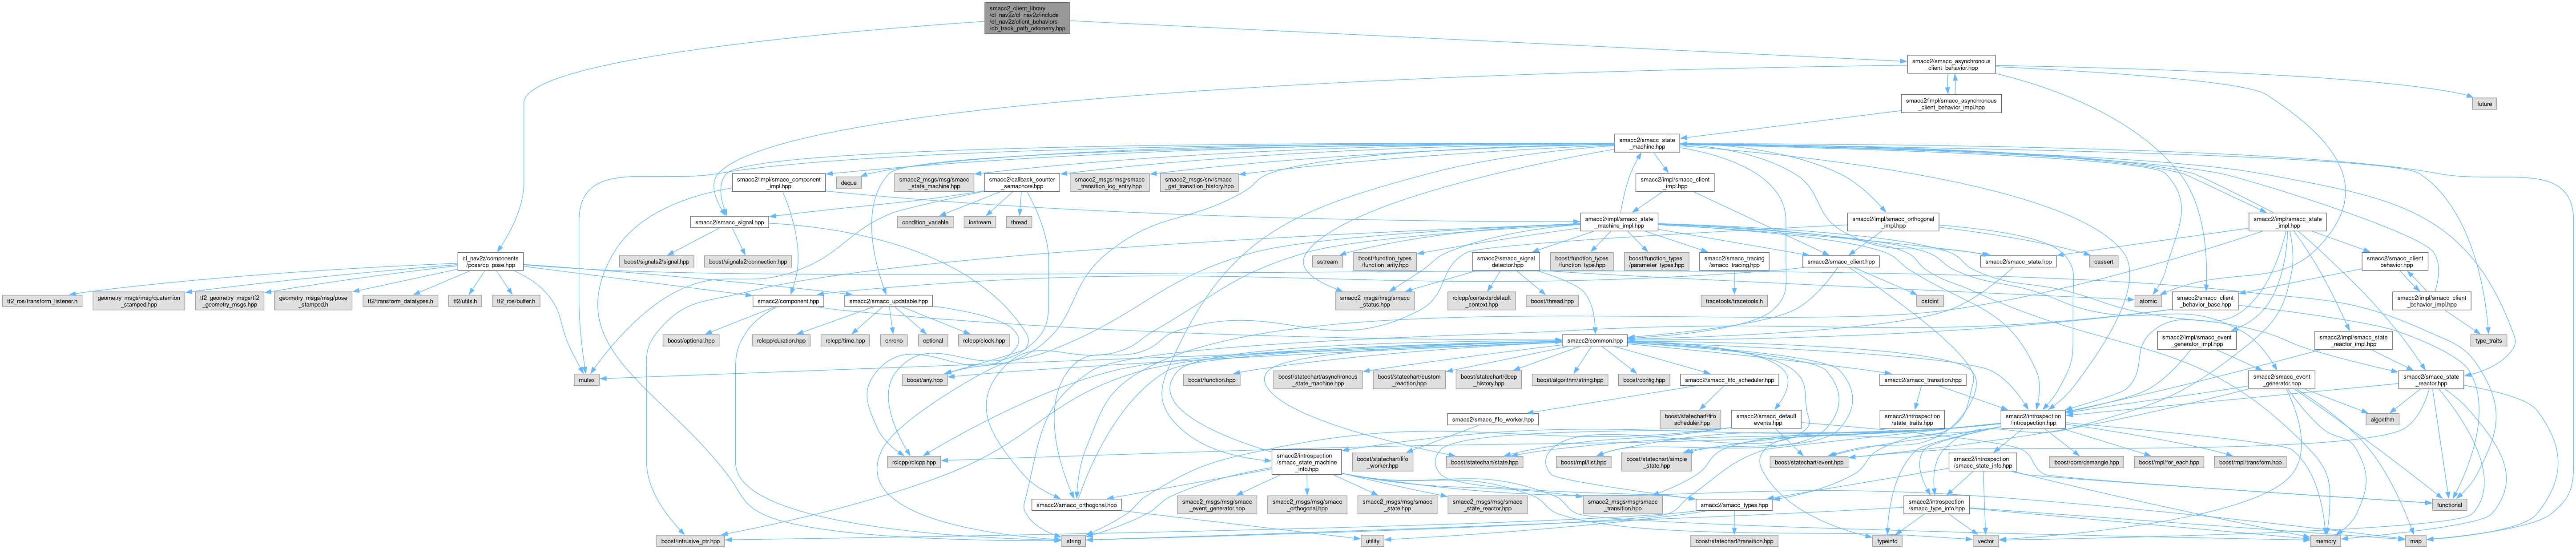 smacc2_client_library
/cl_nav2z/cl_nav2z/include
/cl_nav2z/client_behaviors
/cb_track_path_odometry.hpp
smacc2/smacc_asynchronous
_client_behavior.hpp
smacc2/impl/smacc_asynchronous
_client_behavior_impl.hpp
future
smacc2/smacc_state
_machine.hpp
smacc2/impl/smacc_component
_impl.hpp
deque
smacc2_msgs/msg/smacc
_state_machine.hpp
smacc2/callback_counter
_semaphore.hpp
smacc2_msgs/msg/smacc
_transition_log_entry.hpp
smacc2_msgs/srv/smacc
_get_transition_history.hpp
smacc2/impl/smacc_client
_impl.hpp
smacc2/smacc_signal.hpp
condition_variable
iostream
thread
smacc2/impl/smacc_state
_machine_impl.hpp
smacc2/impl/smacc_orthogonal
_impl.hpp
smacc2/impl/smacc_state
_impl.hpp
cl_nav2z/components
/pose/cp_pose.hpp
boost/signals2/signal.hpp
boost/signals2/connection.hpp
sstream
boost/function_types
/function_arity.hpp
smacc2/smacc_signal
_detector.hpp
boost/function_types
/function_type.hpp
boost/function_types
/parameter_types.hpp
smacc2/smacc_tracing
/smacc_tracing.hpp
smacc2/smacc_client.hpp
smacc2/smacc_state.hpp
cassert
smacc2/smacc_client
_behavior.hpp
tf2_ros/transform_listener.h
geometry_msgs/msg/quaternion
_stamped.hpp
tf2_geometry_msgs/tf2
_geometry_msgs.hpp
geometry_msgs/msg/pose
_stamped.h
tf2/transform_datatypes.h
tf2/utils.h
tf2_ros/buffer.h
smacc2/component.hpp
smacc2/smacc_updatable.hpp
smacc2_msgs/msg/smacc
_status.hpp
rclcpp/contexts/default
_context.hpp
boost/thread.hpp
tracetools/tracetools.h
cstdint
atomic
smacc2/smacc_client
_behavior_base.hpp
smacc2/impl/smacc_client
_behavior_impl.hpp
boost/optional.hpp
rclcpp/duration.hpp
rclcpp/time.hpp
chrono
optional
rclcpp/clock.hpp
smacc2/common.hpp
smacc2/impl/smacc_event
_generator_impl.hpp
smacc2/impl/smacc_state
_reactor_impl.hpp
type_traits
mutex
boost/any.hpp
boost/function.hpp
boost/statechart/asynchronous
_state_machine.hpp
boost/statechart/custom
_reaction.hpp
boost/statechart/deep
_history.hpp
boost/algorithm/string.hpp
boost/config.hpp
smacc2/smacc_fifo_scheduler.hpp
smacc2/smacc_transition.hpp
smacc2/smacc_event
_generator.hpp
smacc2/smacc_state
_reactor.hpp
smacc2/smacc_fifo_worker.hpp
boost/statechart/fifo
_scheduler.hpp
smacc2/smacc_default
_events.hpp
smacc2/introspection
/state_traits.hpp
smacc2/introspection
/introspection.hpp
algorithm
rclcpp/rclcpp.hpp
smacc2/introspection
/smacc_state_machine
_info.hpp
boost/statechart/fifo
_worker.hpp
boost/statechart/state.hpp
boost/mpl/list.hpp
boost/statechart/simple
_state.hpp
boost/statechart/event.hpp
smacc2/introspection
/smacc_state_info.hpp
boost/core/demangle.hpp
boost/mpl/for_each.hpp
boost/mpl/transform.hpp
smacc2/smacc_orthogonal.hpp
smacc2_msgs/msg/smacc
_event_generator.hpp
smacc2_msgs/msg/smacc
_orthogonal.hpp
smacc2_msgs/msg/smacc
_state.hpp
smacc2_msgs/msg/smacc
_state_reactor.hpp
smacc2_msgs/msg/smacc
_transition.hpp
smacc2/smacc_types.hpp
smacc2/introspection
/smacc_type_info.hpp
functional
boost/intrusive_ptr.hpp
string
utility
boost/statechart/transition.hpp
typeinfo
vector
memory
map